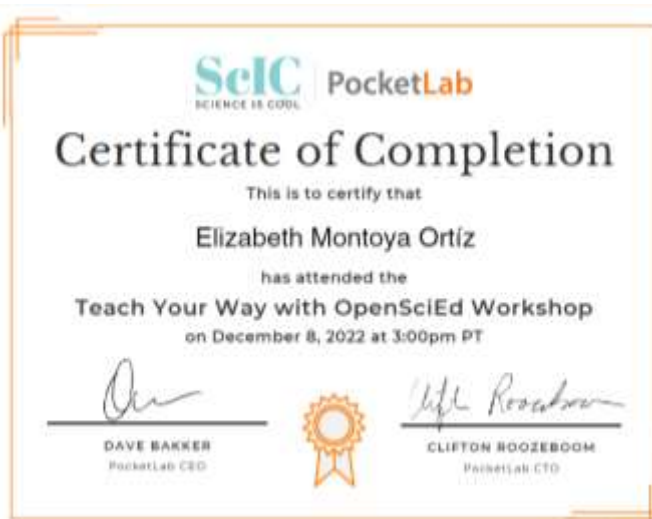 ScIC PocketLab
SCIENCE IS COOL
Certificate of Completion
This is to certify that
Elizabeth Montoya Ortíz
has attended the
Teach Your Way with OpenSciEd Workshop
on December 8, 2022 at 3:00pm PT
DAVE BAKKER CLIFTON ROOZEBOOM
PocketLab CEO PocketLab CTO